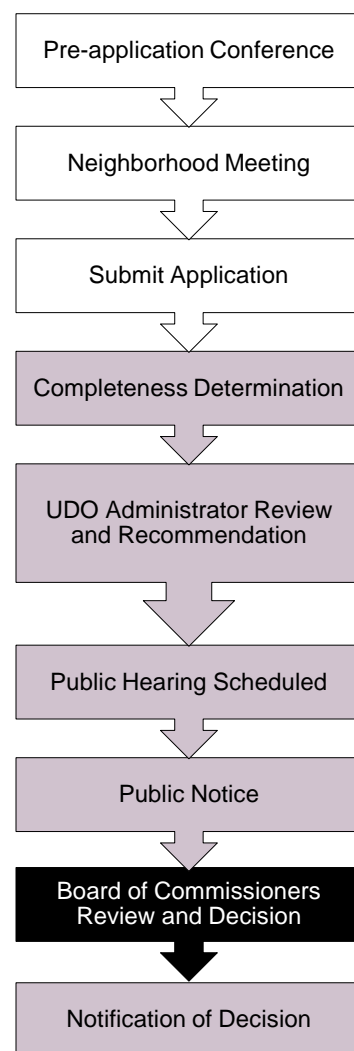 Pre-application Conference
Neighborhood Meeting
Submit Application
Completeness Determination
UDO Administrator Review
and Recommendation
Public Hearing Scheduled
Public Notice
Board of Commissioners
Review and Decision
Notification of Decision